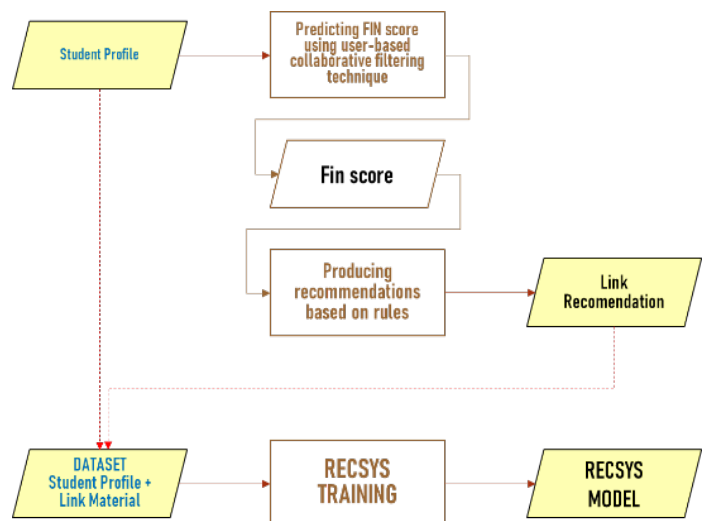 Student Profile
Predicting FIN score
using user-based
collaborative filtering
technique
Fin score
Producing
recommendations
based on rules
Link
Recomendation
DATASET
Student Profile +
Link Material
RECSYS
TRAINING
RECSYS
MODEL